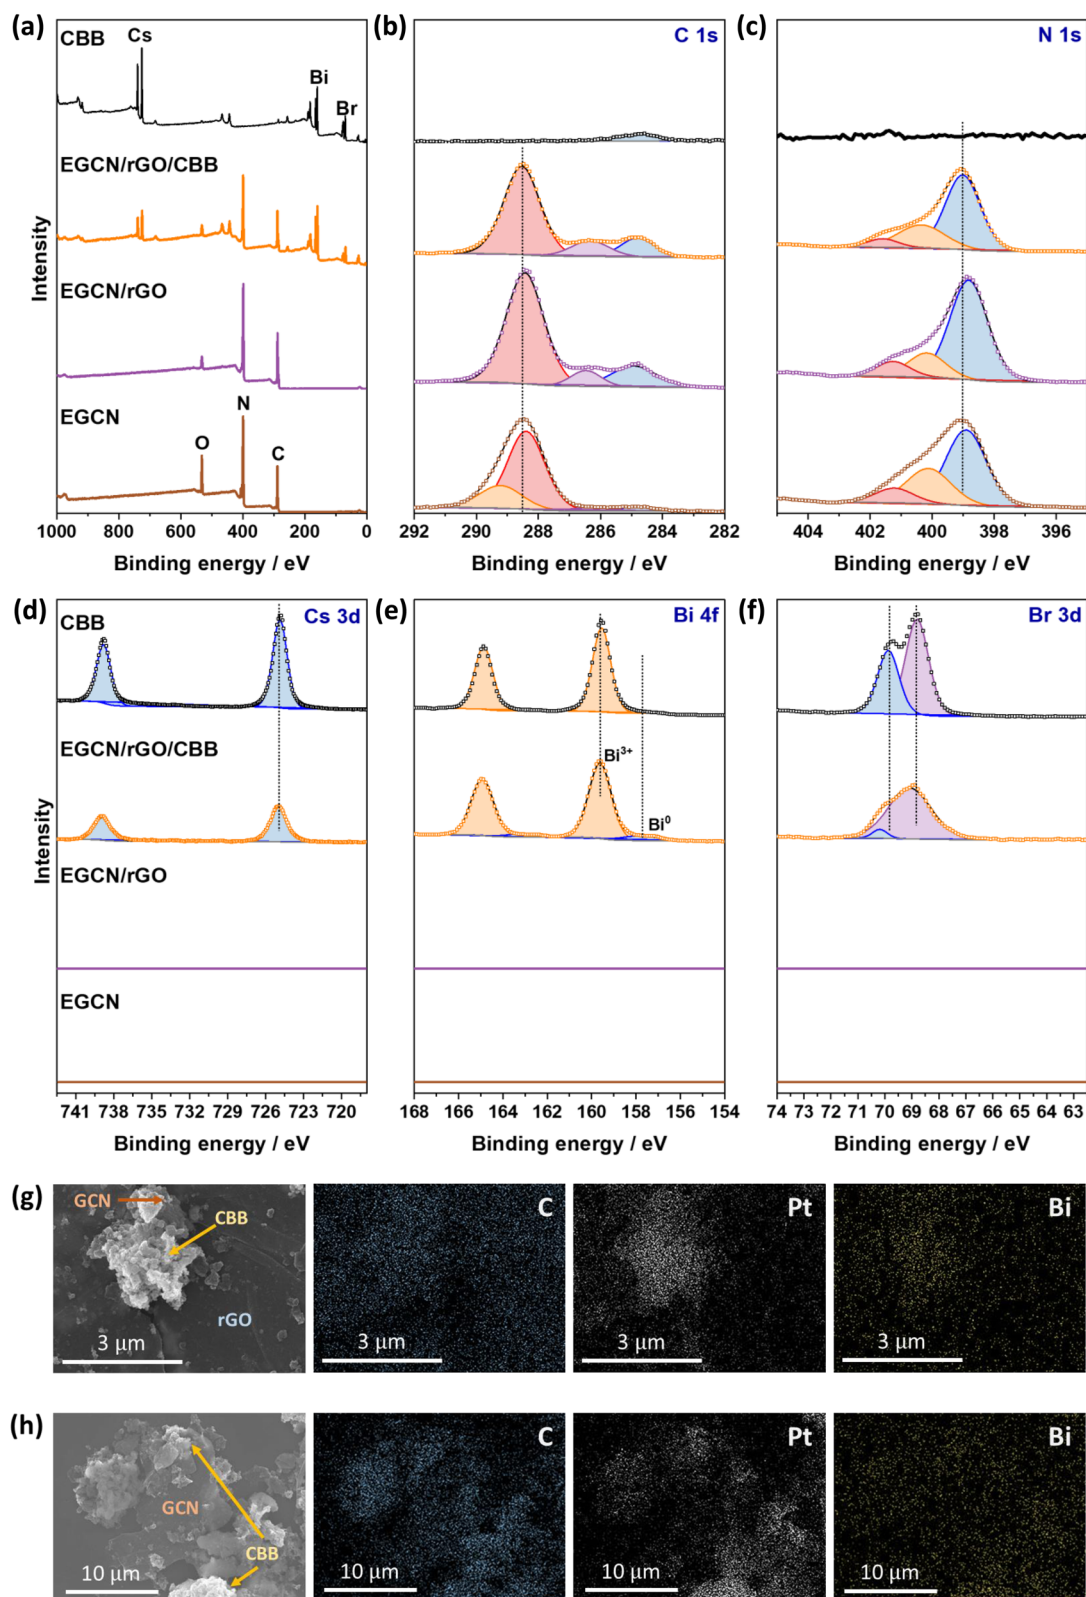 (a)
CBB
Cs
Bi
Br
EGCN/rGO/CBB
EGCN/rGO
EGCN
O
N
C
Intensity
1000 800 600 400 200 0
Binding energy / eV
(b)
C 1s
292 290 288 286 284 282
Binding energy / eV
(c)
N 1s
404 402 400 398 396
Binding energy / eV
(d)
Cs 3d
CBB
EGCN/rGO/CBB
EGCN/rGO
EGCN
Intensity
741 738 735 732 729 726 723 720
Binding energy / eV
(e)
Bi 4f
Bi³⁺
Bi⁰
168 166 164 162 160 158 156 154
Binding energy / eV
(f)
Br 3d
74 73 72 71 70 69 68 67 66 65 64 63
Binding energy / eV
(g)
GCN
CBB
rGO
3 μm
C
3 μm
Pt
3 μm
Bi
3 μm
(h)
GCN
CBB
10 μm
C
10 μm
Pt
10 μm
Bi
10 μm